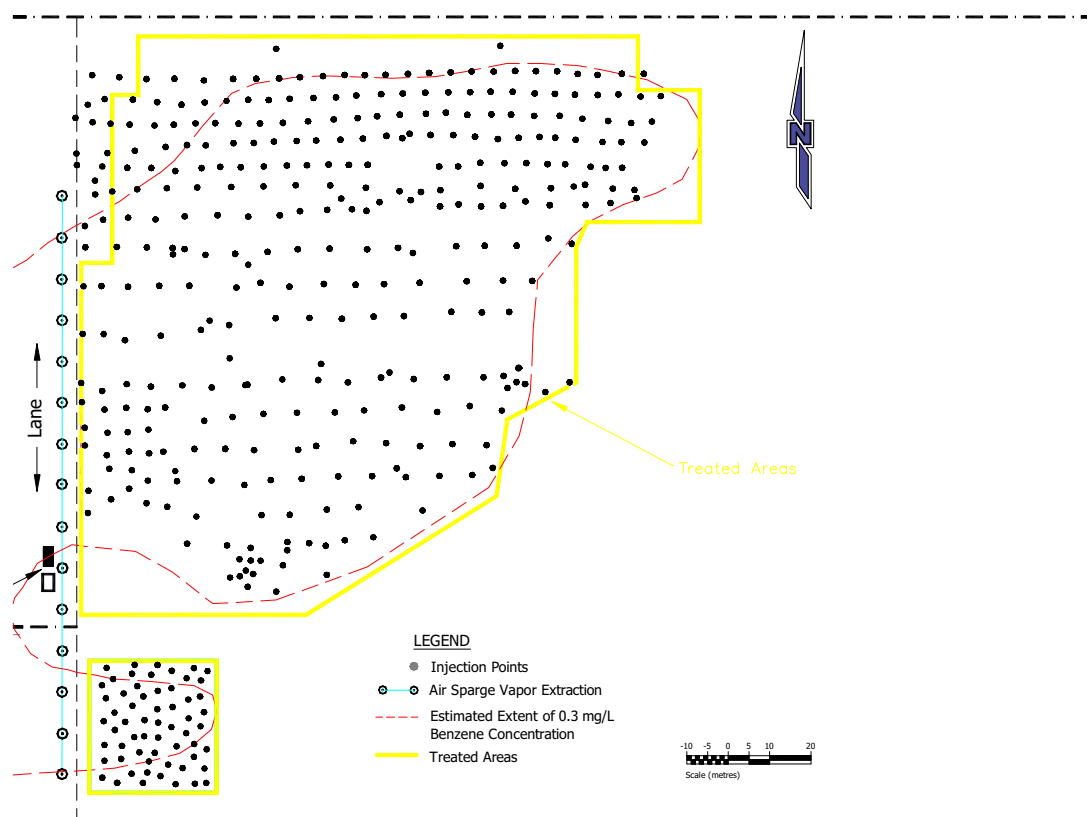 N
Lane
Treated Areas
LEGEND
Injection Points
Air Sparge Vapor Extraction
Estimated Extent of 0.3 mg/L
Benzene Concentration
Treated Areas
-10 -5 0 5 10 20
Scale (metres)